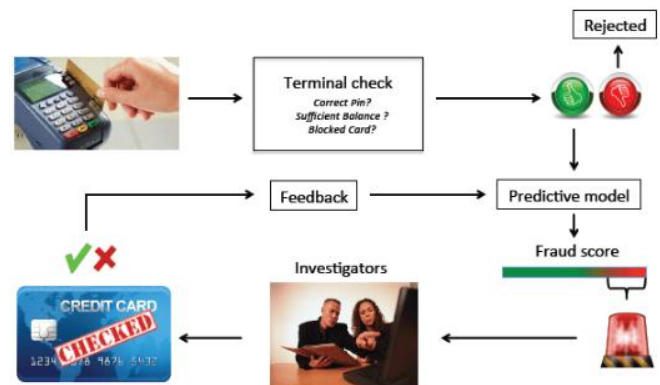 Rejected
Terminal check
Correct Pin?
Sufficient Balance ?
Blocked Card?
Feedback
Predictive model
Fraud score
Investigators
CREDIT CARD
CHECKED